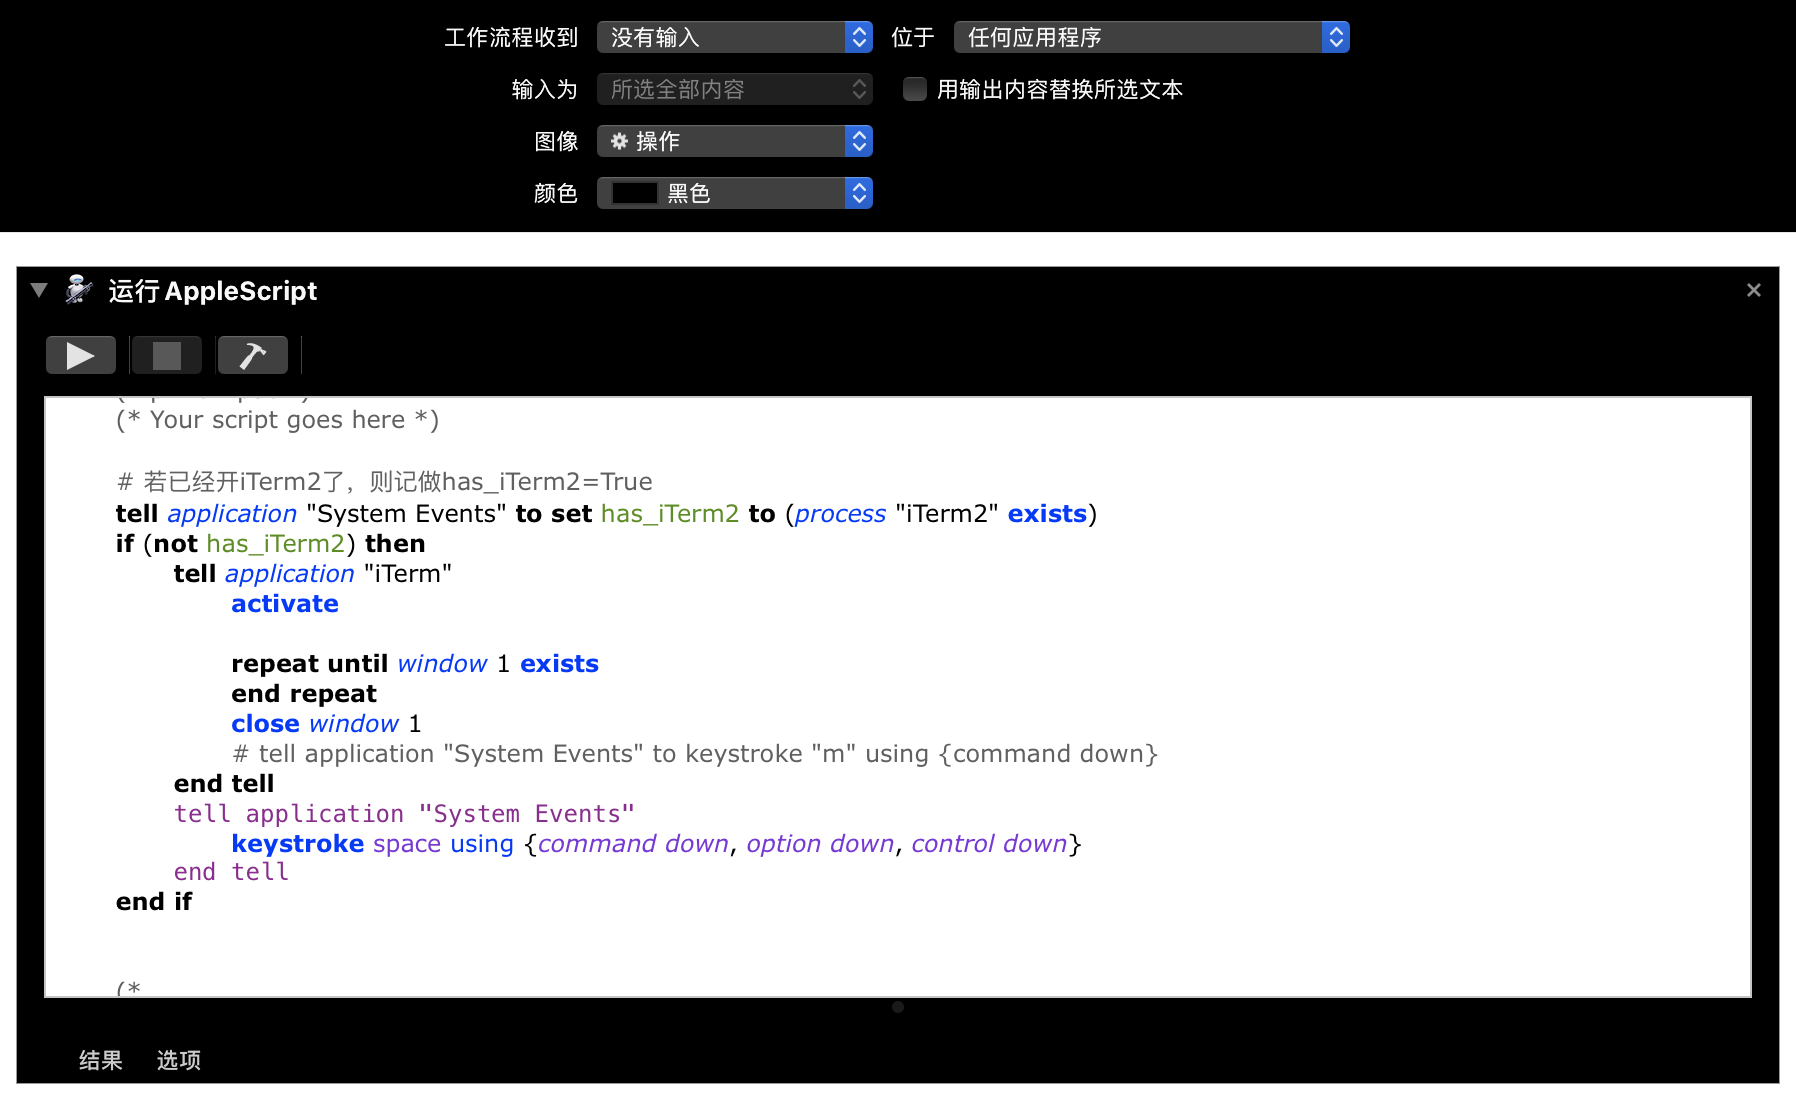 工作流程收到 没有输入 位于 任何应用程序
输入为 所选全部内容 用输出内容替换所选文本
图像 操作
颜色 黑色
运行 AppleScript
(* Your script goes here *)
# 若已经开iTerm2了，则记做has_iTerm2=True
tell application "System Events" to set has_iTerm2 to (process "iTerm2" exists)
if (not has_iTerm2) then
tell application "iTerm"
activate
repeat until window 1 exists
end repeat
close window 1
# tell application "System Events" to keystroke "m" using {command down}
end tell
tell application "System Events"
keystroke space using {command down, option down, control down}
end tell
end if
(*
结果 选项